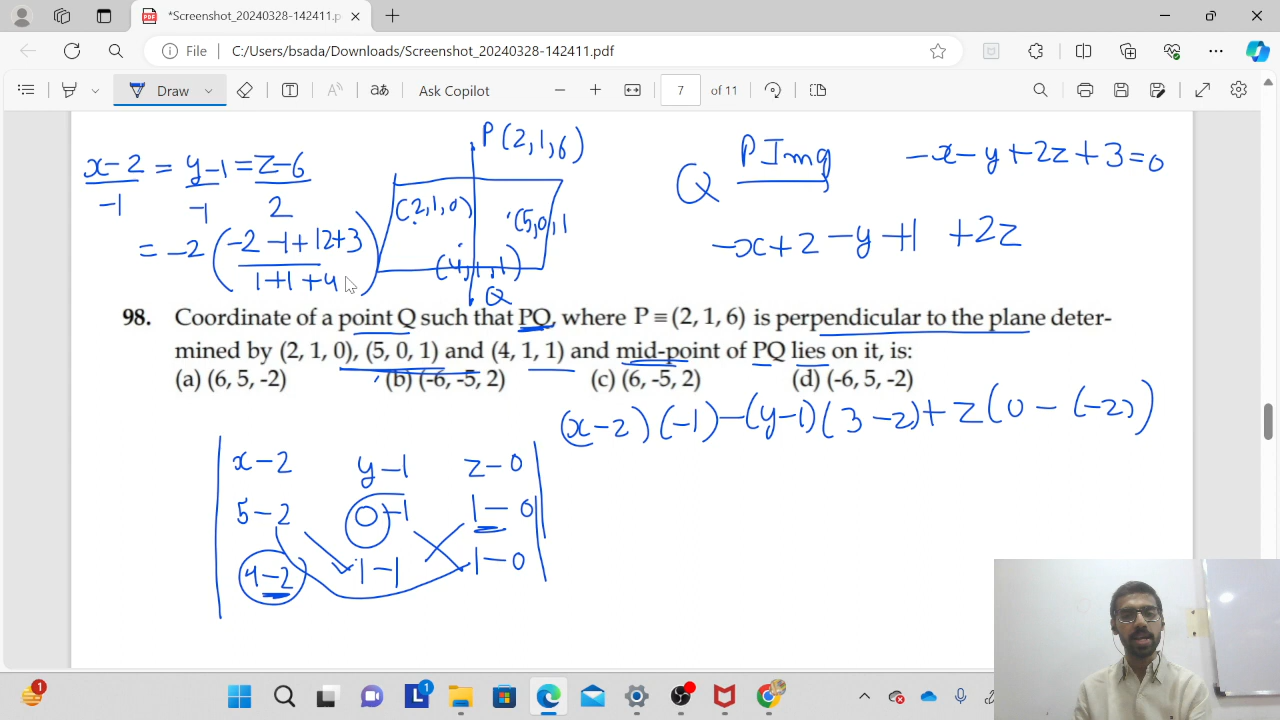 *Screenshot_20240328-142411.p
File C:/Users/bsada/Downloads/Screenshot_20240328-142411.pdf
Draw Ask Copilot 7 of 11
P(2,1,6)
x-2/-1 = y-1/-1 = z-6/2
= -2 (-2-1+12+3/1+1+4)
(2,1,0)
(5,0,1
(4,1,1)
Q
Q P Img -x-y+2z+3=0
-x+2-y+1 +2z
98. Coordinate of a point Q such that PQ, where P ≡ (2, 1, 6) is perpendicular to the plane deter-
mined by (2, 1, 0), (5, 0, 1) and (4, 1, 1) and mid-point of PQ lies on it, is:
(a) (6, 5, -2) (b) (-6, -5, 2) (c) (6, -5, 2) (d) (-6, 5, -2)
(x-2)(-1)-(y-1)(3-2)+z(0-(-2))
x-2 y-1 z-0
5-2 0-1 1-0
4-2 1-1 1-0
1
1